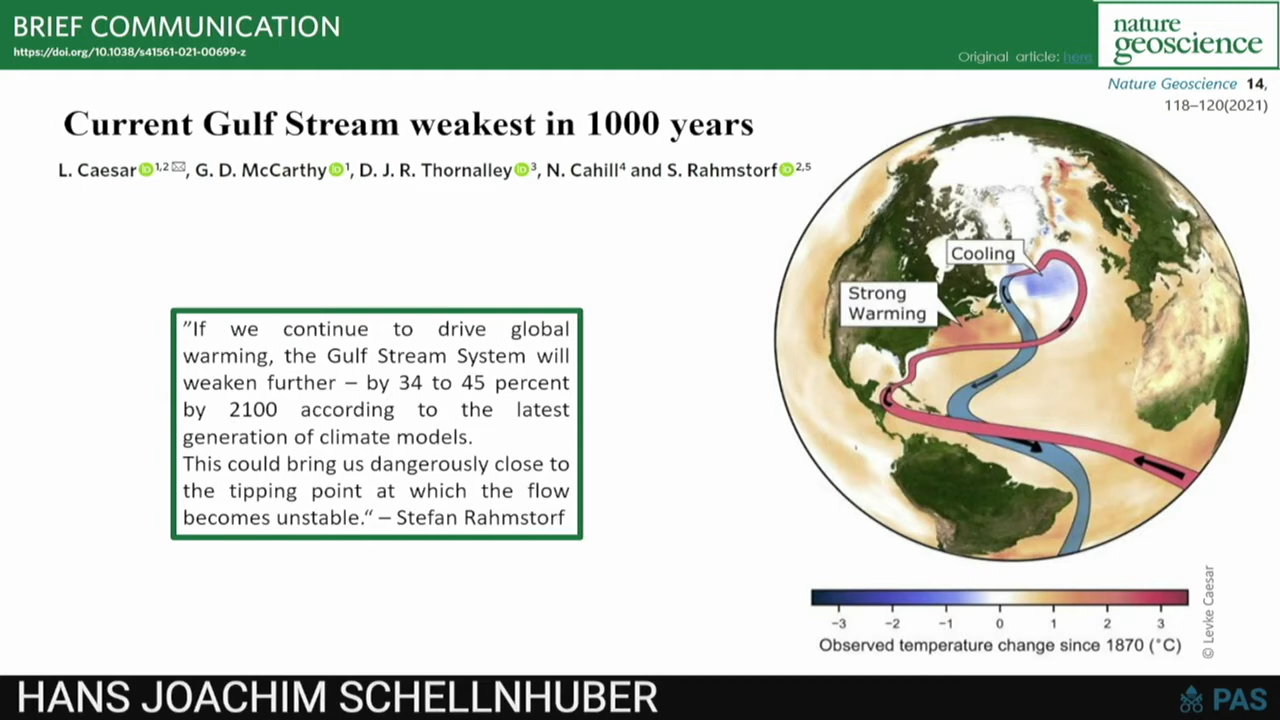 BRIEF COMMUNICATION
https://doi.org/10.1038/s41561-021-00699-z
Original article: here
nature
geoscience
Nature Geoscience 14,
118–120(2021)
Current Gulf Stream weakest in 1000 years
L. Caesar iD 1,2✉, G. D. McCarthy iD 1, D. J. R. Thornalley iD 3, N. Cahill4 and S. Rahmstorf iD 2,5
Cooling
Strong
Warming
”If we continue to drive global
warming, the Gulf Stream System will
weaken further – by 34 to 45 percent
by 2100 according to the latest
generation of climate models.
This could bring us dangerously close to
the tipping point at which the flow
becomes unstable.“ – Stefan Rahmstorf
−3 −2 −1 0 1 2 3
Observed temperature change since 1870 (˚C)
© Levke Caesar
HANS JOACHIM SCHELLNHUBER
PAS